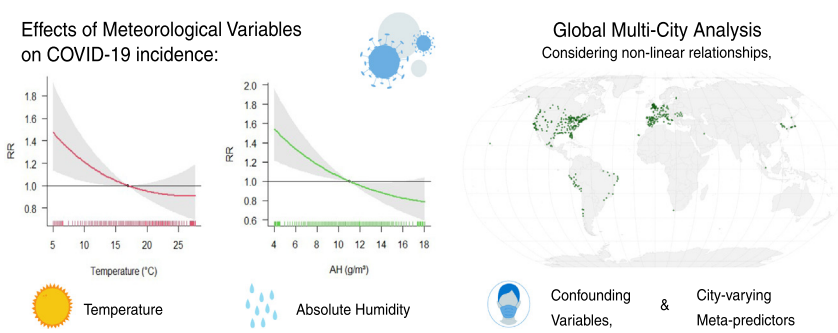 Effects of Meteorological Variables
on COVID-19 incidence:
Global Multi-City Analysis
Considering non-linear relationships,
RR
1.8
1.6
1.4
1.2
1.0
0.8
5 10 15 20 25
Temperature (°C)
RR
2.0
1.8
1.6
1.4
1.2
1.0
0.8
0.6
4 6 8 10 12 14 16 18
AH (g/m³)
Temperature
Absolute Humidity
Confounding
Variables,
&
City-varying
Meta-predictors